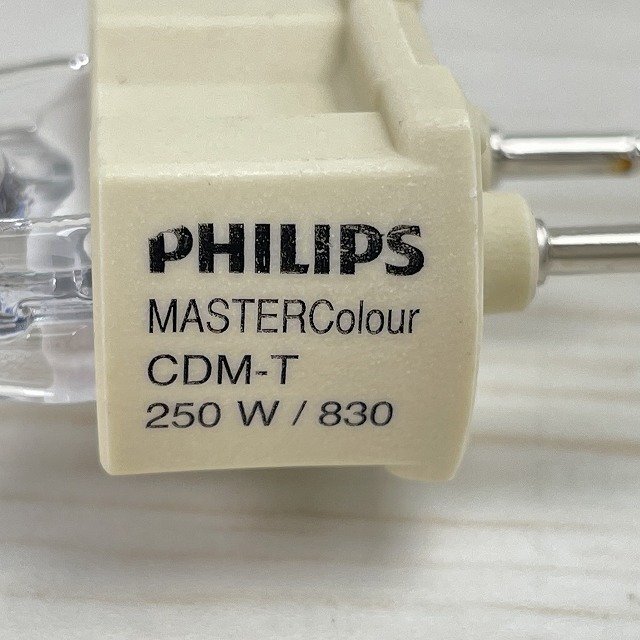 PHILIPS
MASTERColour
CDM-T
250 W / 830